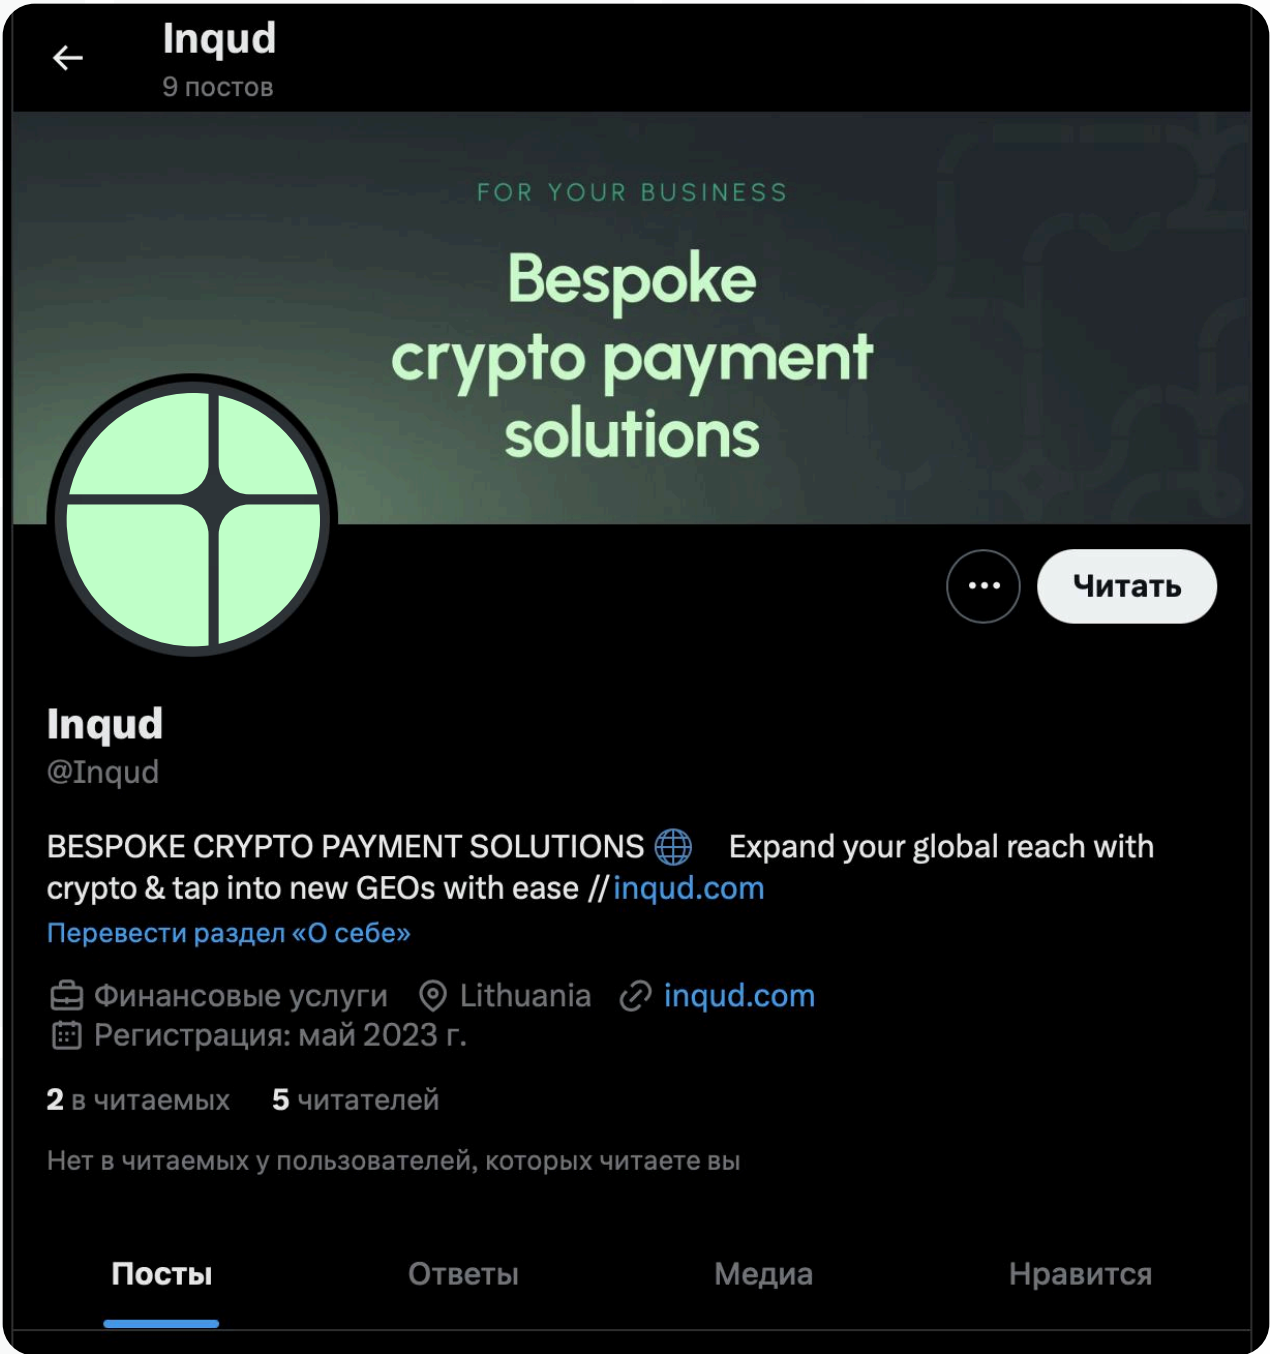 Inqud
9 постов
FOR YOUR BUSINESS
Bespoke
crypto payment
solutions
Читать
Inqud
@Inqud
BESPOKE CRYPTO PAYMENT SOLUTIONS 🌐 Expand your global reach with
crypto & tap into new GEOs with ease // inqud.com
Перевести раздел «О себе»
Финансовые услуги Lithuania inqud.com
Регистрация: май 2023 г.
2 в читаемых 5 читателей
Нет в читаемых у пользователей, которых читаете вы
Посты Ответы Медиа Нравится